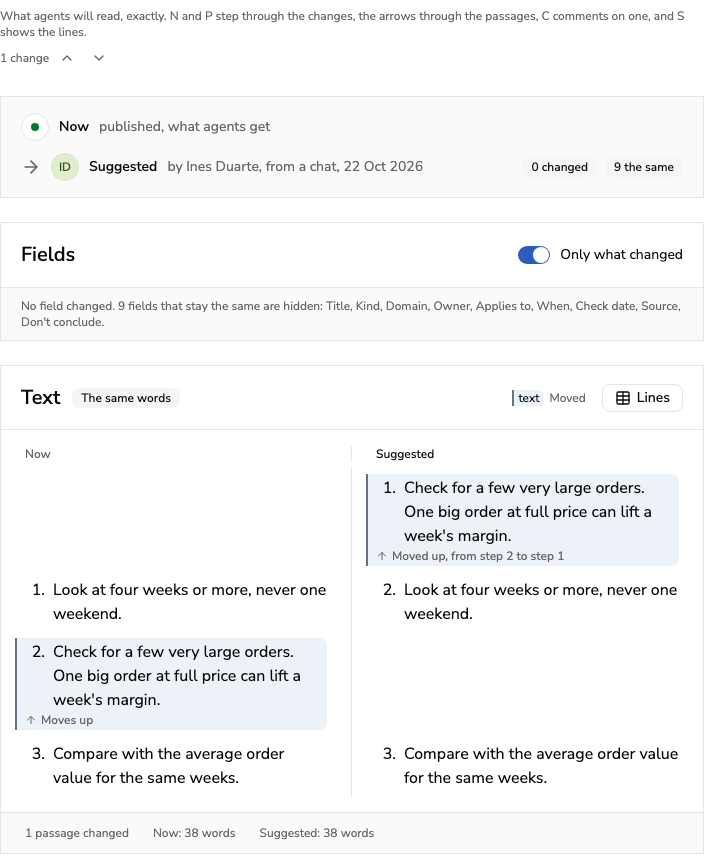 What agents will read, exactly. N and P step through the changes, the arrows through the passages, C comments on one, and S
shows the lines.
1 change
Now published, what agents get
ID Suggested by Ines Duarte, from a chat, 22 Oct 2026 0 changed 9 the same
Fields Only what changed
No field changed. 9 fields that stay the same are hidden: Title, Kind, Domain, Owner, Applies to, When, Check date, Source,
Don't conclude.
Text The same words text Moved Lines
Now
Suggested
1. Check for a few very large orders.
One big order at full price can lift a
week's margin.
↑ Moved up, from step 2 to step 1
1. Look at four weeks or more, never one
weekend.
2. Look at four weeks or more, never one
weekend.
2. Check for a few very large orders.
One big order at full price can lift a
week's margin.
↑ Moves up
3. Compare with the average order
value for the same weeks.
3. Compare with the average order value
for the same weeks.
1 passage changed Now: 38 words Suggested: 38 words